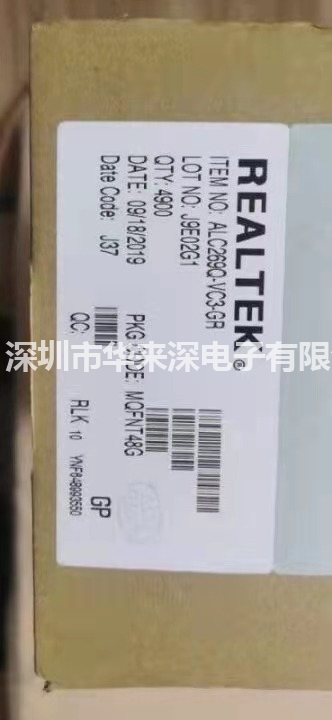 REALTEK®
ITEM NO: ALC269Q-VC3-GR
LOT NO: J9E02G1
QTY: 4900
DATE: 09/18/2019 PKG CODE: MQFNT48G
Date Code: J37
QC:
RLK 10 YNF648993550
GP
深圳市华来深电子有限